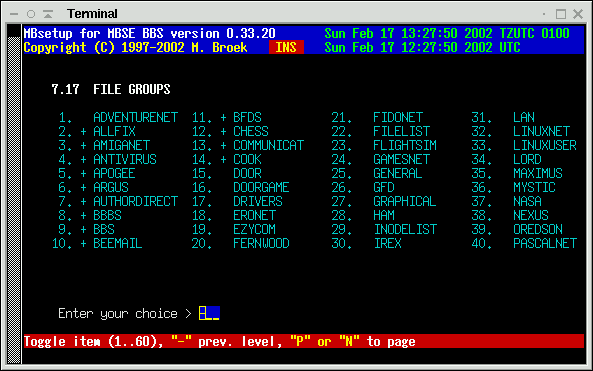 Terminal
MBsetup for MBSE BBS version 0.33.20 Sun Feb 17 13:27:50 2002 TZUTC 0100
Copyright (C) 1997-2002 M. Broek INS Sun Feb 17 12:27:50 2002 UTC
7.17 FILE GROUPS
1. ADVENTURENET 11. + BFDS 21. FIDONET 31. LAN
2. + ALLFIX 12. + CHESS 22. FILELIST 32. LINUXNET
3. + AMIGANET 13. + COMMUNICAT 23. FLIGHTSIM 33. LINUXUSER
4. + ANTIVIRUS 14. + COOK 24. GAMESNET 34. LORD
5. + APOGEE 15. DOOR 25. GENERAL 35. MAXIMUS
6. + ARGUS 16. DOORGAME 26. GFD 36. MYSTIC
7. + AUTHORDIRECT 17. DRIVERS 27. GRAPHICAL 37. NASA
8. + BBBS 18. ERONET 28. HAM 38. NEXUS
9. + BBS 19. EZYCOM 29. INODELIST 39. OREDSON
10. + BEEMAIL 20. FERNWOOD 30. IREX 40. PASCALNET
Enter your choice > -__
Toggle item (1..60), "-" prev. level, "P" or "N" to page